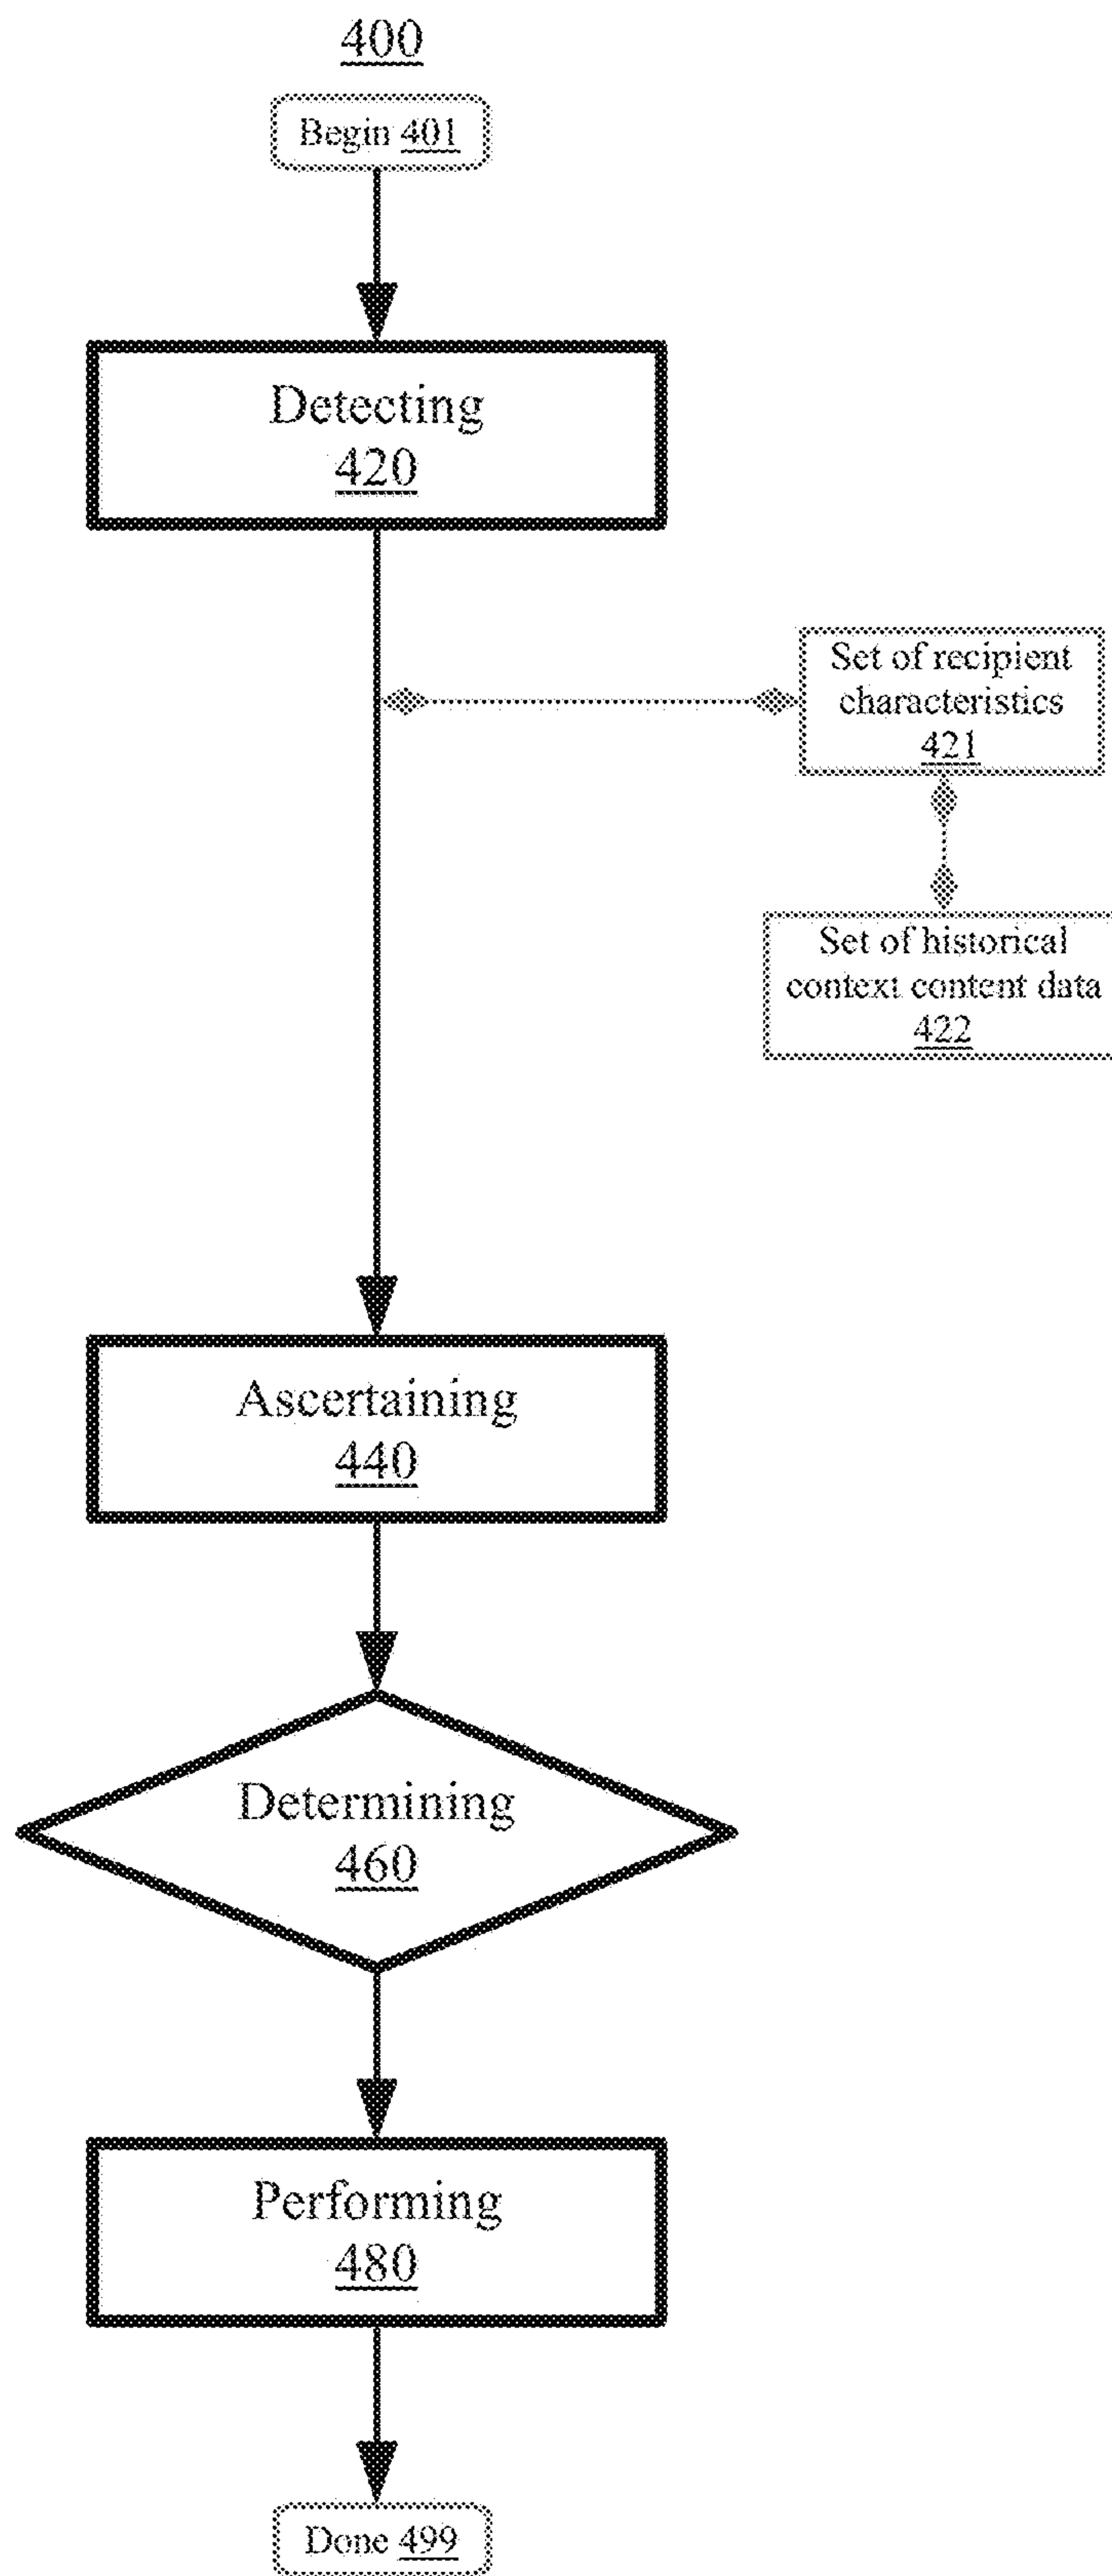 400
Begin 401
Detecting
420
Set of recipient
characteristics
421
Set of historical
context content data
422
Ascertaining
440
Determining
460
Performing
480
Done 499